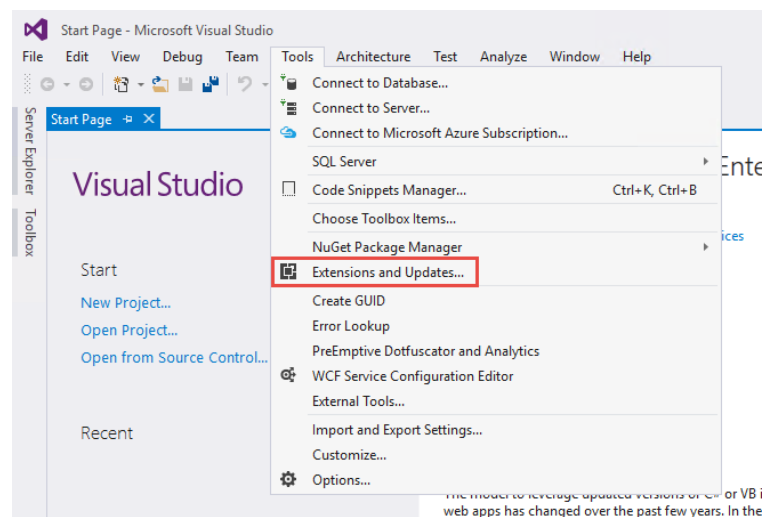 Start Page - Microsoft Visual Studio
File Edit View Debug Team Tools Architecture Test Analyze Window Help
Server Explorer
Toolbox
Start Page
Visual Studio
Start
New Project...
Open Project...
Open from Source Control...
Recent
Connect to Database...
Connect to Server...
Connect to Microsoft Azure Subscription...
SQL Server
Code Snippets Manager... Ctrl+K, Ctrl+B
Choose Toolbox Items...
NuGet Package Manager
Extensions and Updates...
Create GUID
Error Lookup
PreEmptive Dotfuscator and Analytics
WCF Service Configuration Editor
External Tools...
Import and Export Settings...
Customize...
Options...
Ente
ices
The model to leverage updated versions of C# or VB i
web apps has changed over the past few years. In the